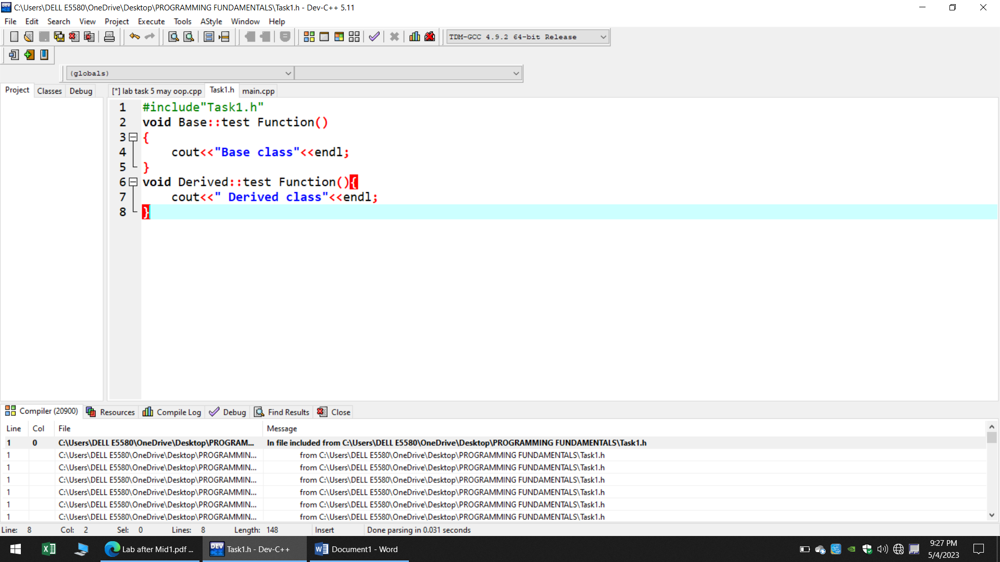 C:\Users\DELL E5580\OneDrive\Desktop\PROGRAMMING FUNDAMENTALS\Task1.h - Dev-C++ 5.11
File Edit Search View Project Execute Tools AStyle Window Help
TDM-GCC 4.9.2 64-bit Release
(globals)
Project Classes Debug [*] lab task 5 may oop.cpp Task1.h main.cpp
1 #include"Task1.h"
2 void Base::test Function()
3 {
4 cout<<"Base class"<<endl;
5 }
6 void Derived::test Function(){
7 cout<<" Derived class"<<endl;
8 }
Compiler (20900) Resources Compile Log Debug Find Results Close
Line Col File Message
1 0 C:\Users\DELL E5580\OneDrive\Desktop\PROGRAM... In file included from C:\Users\DELL E5580\OneDrive\Desktop\PROGRAMMING FUNDAMENTALS\Task1.h
1 C:\Users\DELL E5580\OneDrive\Desktop\PROGRAMMIN... from C:\Users\DELL E5580\OneDrive\Desktop\PROGRAMMING FUNDAMENTALS\Task1.h
1 C:\Users\DELL E5580\OneDrive\Desktop\PROGRAMMIN... from C:\Users\DELL E5580\OneDrive\Desktop\PROGRAMMING FUNDAMENTALS\Task1.h
1 C:\Users\DELL E5580\OneDrive\Desktop\PROGRAMMIN... from C:\Users\DELL E5580\OneDrive\Desktop\PROGRAMMING FUNDAMENTALS\Task1.h
1 C:\Users\DELL E5580\OneDrive\Desktop\PROGRAMMIN... from C:\Users\DELL E5580\OneDrive\Desktop\PROGRAMMING FUNDAMENTALS\Task1.h
1 C:\Users\DELL E5580\OneDrive\Desktop\PROGRAMMIN... from C:\Users\DELL E5580\OneDrive\Desktop\PROGRAMMING FUNDAMENTALS\Task1.h
1 C:\Users\DELL E5580\OneDrive\Desktop\PROGRAMMIN... from C:\Users\DELL E5580\OneDrive\Desktop\PROGRAMMING FUNDAMENTALS\Task1.h
Line: 8 Col: 2 Sel: 0 Lines: 8 Length: 148 Insert Done parsing in 0.031 seconds
Lab after Mid1.pdf ... DEV Task1.h - Dev-C++ Document1 - Word
9:27 PM
5/4/2023